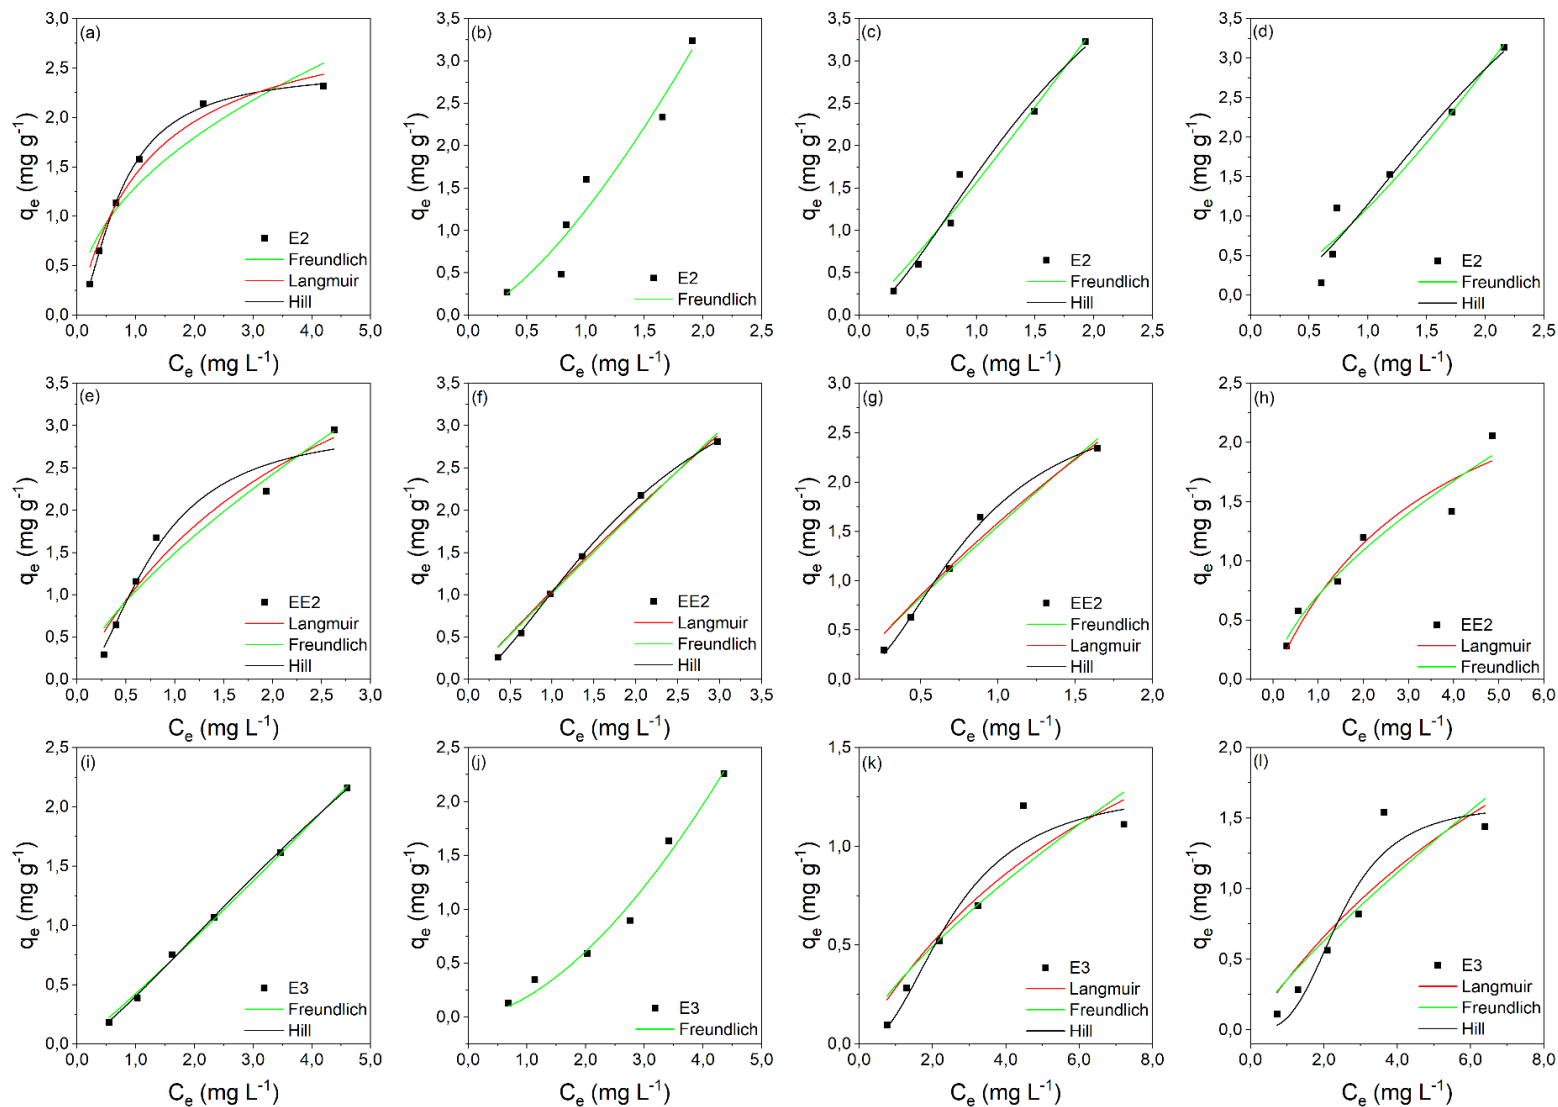 (a)
3,0
2,5
2,0
1,5
1,0
0,5
0,0
qe (mg g-1)
E2
Freundlich
Langmuir
Hill
0,0 1,0 2,0 3,0 4,0 5,0
Ce (mg L-1)
(b)
3,5
3,0
2,5
2,0
1,5
1,0
0,5
0,0
qe (mg g-1)
E2
Freundlich
0,0 0,5 1,0 1,5 2,0 2,5
Ce (mg L-1)
(c)
3,5
3,0
2,5
2,0
1,5
1,0
0,5
0,0
qe (mg g-1)
E2
Freundlich
Hill
0,0 0,5 1,0 1,5 2,0 2,5
Ce (mg L-1)
(d)
3,5
3,0
2,5
2,0
1,5
1,0
0,5
0,0
qe (mg g-1)
E2
Freundlich
Hill
0,0 0,5 1,0 1,5 2,0 2,5
Ce (mg L-1)
(e)
3,5
3,0
2,5
2,0
1,5
1,0
0,5
0,0
qe (mg g-1)
EE2
Langmuir
Freundlich
Hill
0,0 0,5 1,0 1,5 2,0 2,5 3,0
Ce (mg L-1)
(f)
3,5
3,0
2,5
2,0
1,5
1,0
0,5
0,0
qe (mg g-1)
EE2
Langmuir
Freundlich
Hill
0,0 0,5 1,0 1,5 2,0 2,5 3,0 3,5
Ce (mg L-1)
(g)
3,0
2,5
2,0
1,5
1,0
0,5
0,0
qe (mg g-1)
EE2
Freundlich
Langmuir
Hill
0,5 1,0 1,5 2,0
Ce (mg L-1)
(h)
2,5
2,0
1,5
1,0
0,5
0,0
qe (mg g-1)
EE2
Langmuir
Freundlich
0,0 1,0 2,0 3,0 4,0 5,0 6,0
Ce (mg L-1)
(i)
2,5
2,0
1,5
1,0
0,5
0,0
qe (mg g-1)
E3
Freundlich
Hill
0,0 1,0 2,0 3,0 4,0 5,0
Ce (mg L-1)
(j)
2,5
2,0
1,5
1,0
0,5
0,0
qe (mg g-1)
E3
Freundlich
0,0 1,0 2,0 3,0 4,0 5,0
Ce (mg L-1)
(k)
1,5
1,0
0,5
0,0
qe (mg g-1)
E3
Langmuir
Freundlich
Hill
0,0 2,0 4,0 6,0 8,0
Ce (mg L-1)
(l)
2,0
1,5
1,0
0,5
0,0
qe (mg g-1)
E3
Langmuir
Freundlich
Hill
0,0 2,0 4,0 6,0 8,0
Ce (mg L-1)